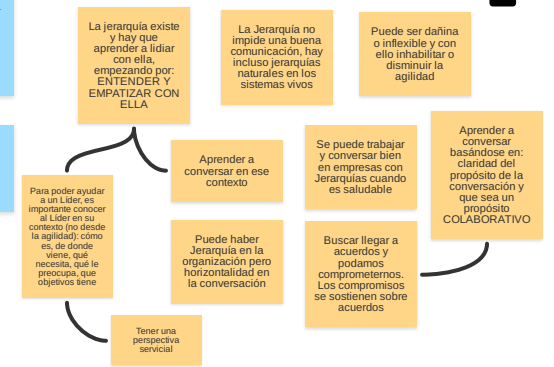 La jerarquía existe
y hay que
aprender a lidiar
con ella,
empezando por:
ENTENDER Y
EMPATIZAR CON
ELLA
La Jerarquía no
impide una buena
comunicación, hay
incluso jerarquías
naturales en los
sistemas vivos
Puede ser dañina
o inflexible y con
ello inhabilitar o
disminuir la
agilidad
Aprender a
conversar en ese
contexto
Se puede trabajar
y conversar bien
en empresas con
Jerarquías cuando
es saludable
Aprender a
conversar
basándose en:
claridad del
propósito de la
conversación y
que sea un
propósito
COLABORATIVO
Para poder ayudar
a un Líder, es
importante conocer
al Líder en su
contexto (no desde
la agilidad): cómo
es, de donde
viene, qué
necesita, qué le
preocupa, que
objetivos tiene
Puede haber
Jerarquía en la
organización pero
horizontalidad en
la conversación
Buscar llegar a
acuerdos y
podamos
comprometernos.
Los compromisos
se sostienen sobre
acuerdos
Tener una
perspectiva
servicial